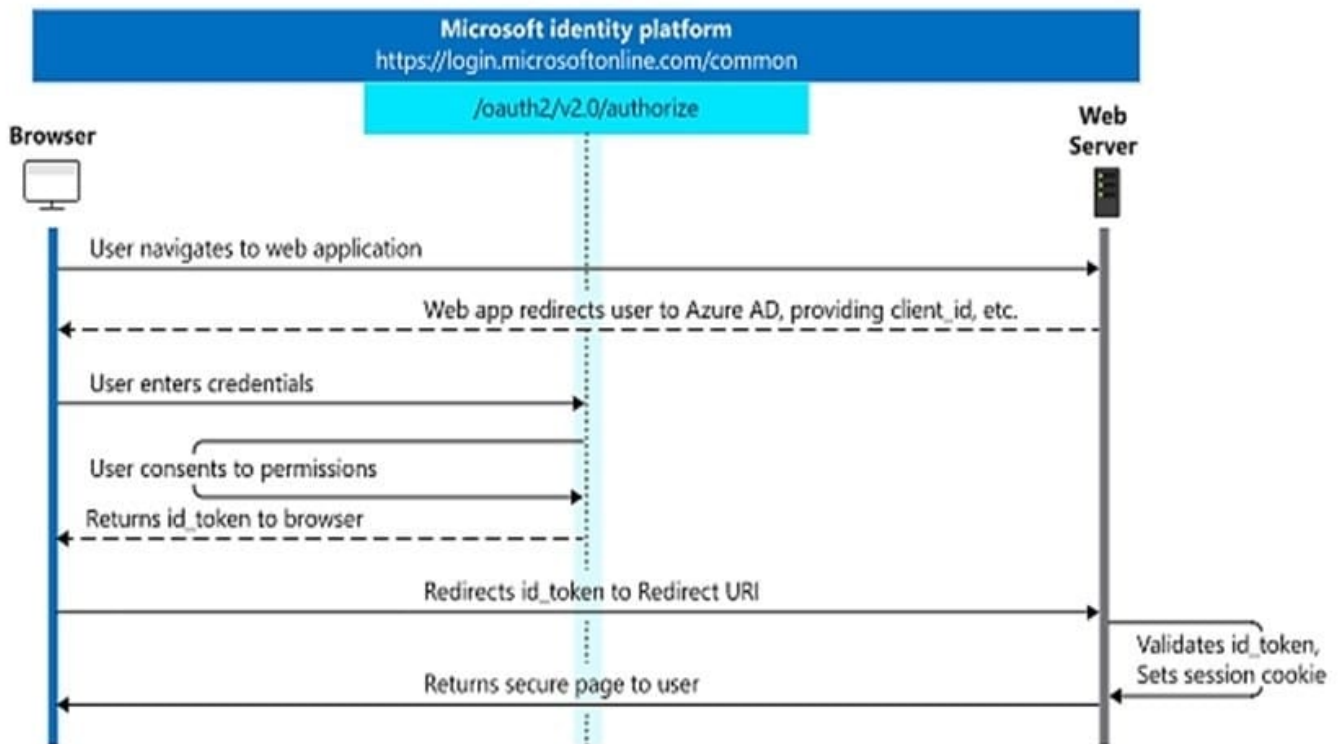 Microsoft identity platform
https://login.microsoftonline.com/common
/oauth2/v2.0/authorize
Browser
Web
Server
User navigates to web application
Web app redirects user to Azure AD, providing client_id, etc.
User enters credentials
User consents to permissions
Returns id_token to browser
Redirects id_token to Redirect URI
Validates id_token,
Sets session cookie
Returns secure page to user